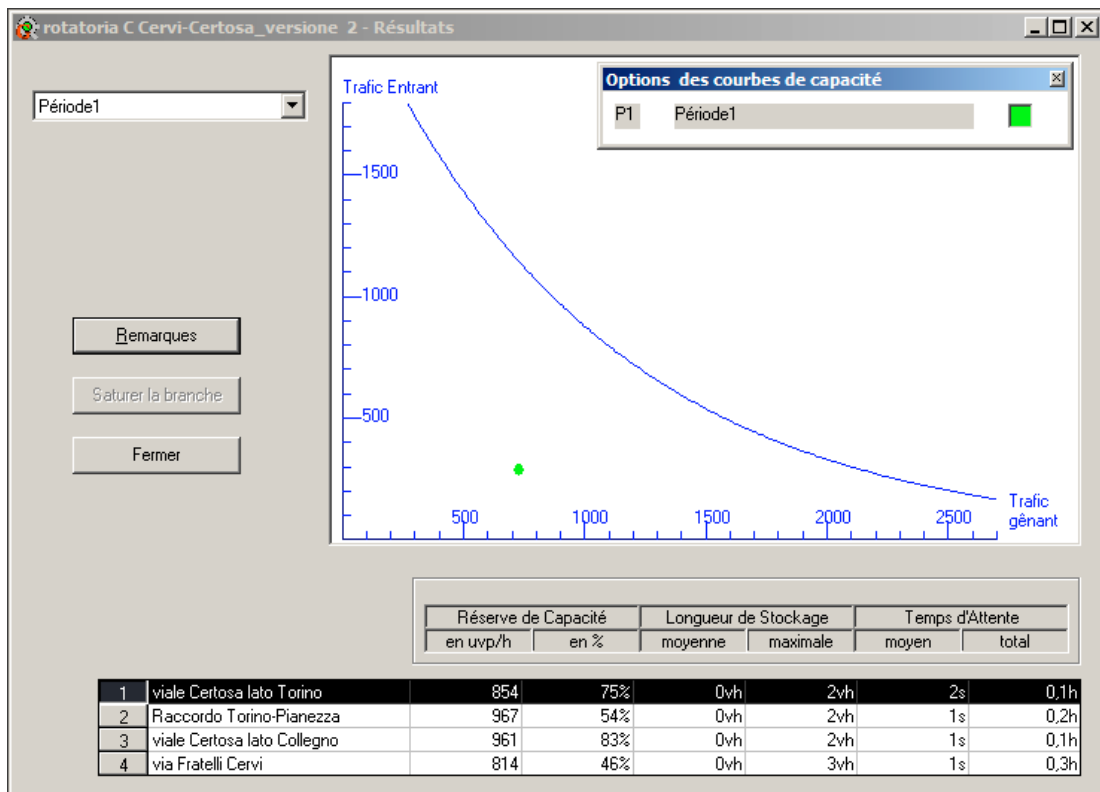 rotatoria C Cervi-Certosa_versione 2 - Résultats
Période1
Trafic Entrant
Options des courbes de capacité
P1 Période1
1500
1000
500
500 1000 1500 2000 2500
Trafic
gênant
Remarques
Saturer la branche
Fermer
Réserve de Capacité Longueur de Stockage Temps d'Attente
en uvp/h en % moyenne maximale moyen total
1 viale Certosa lato Torino 854 75% 0vh 2vh 2s 0,1h
2 Raccordo Torino-Pianezza 967 54% 0vh 2vh 1s 0,2h
3 viale Certosa lato Collegno 961 83% 0vh 2vh 1s 0,1h
4 via Fratelli Cervi 814 46% 0vh 3vh 1s 0,3h